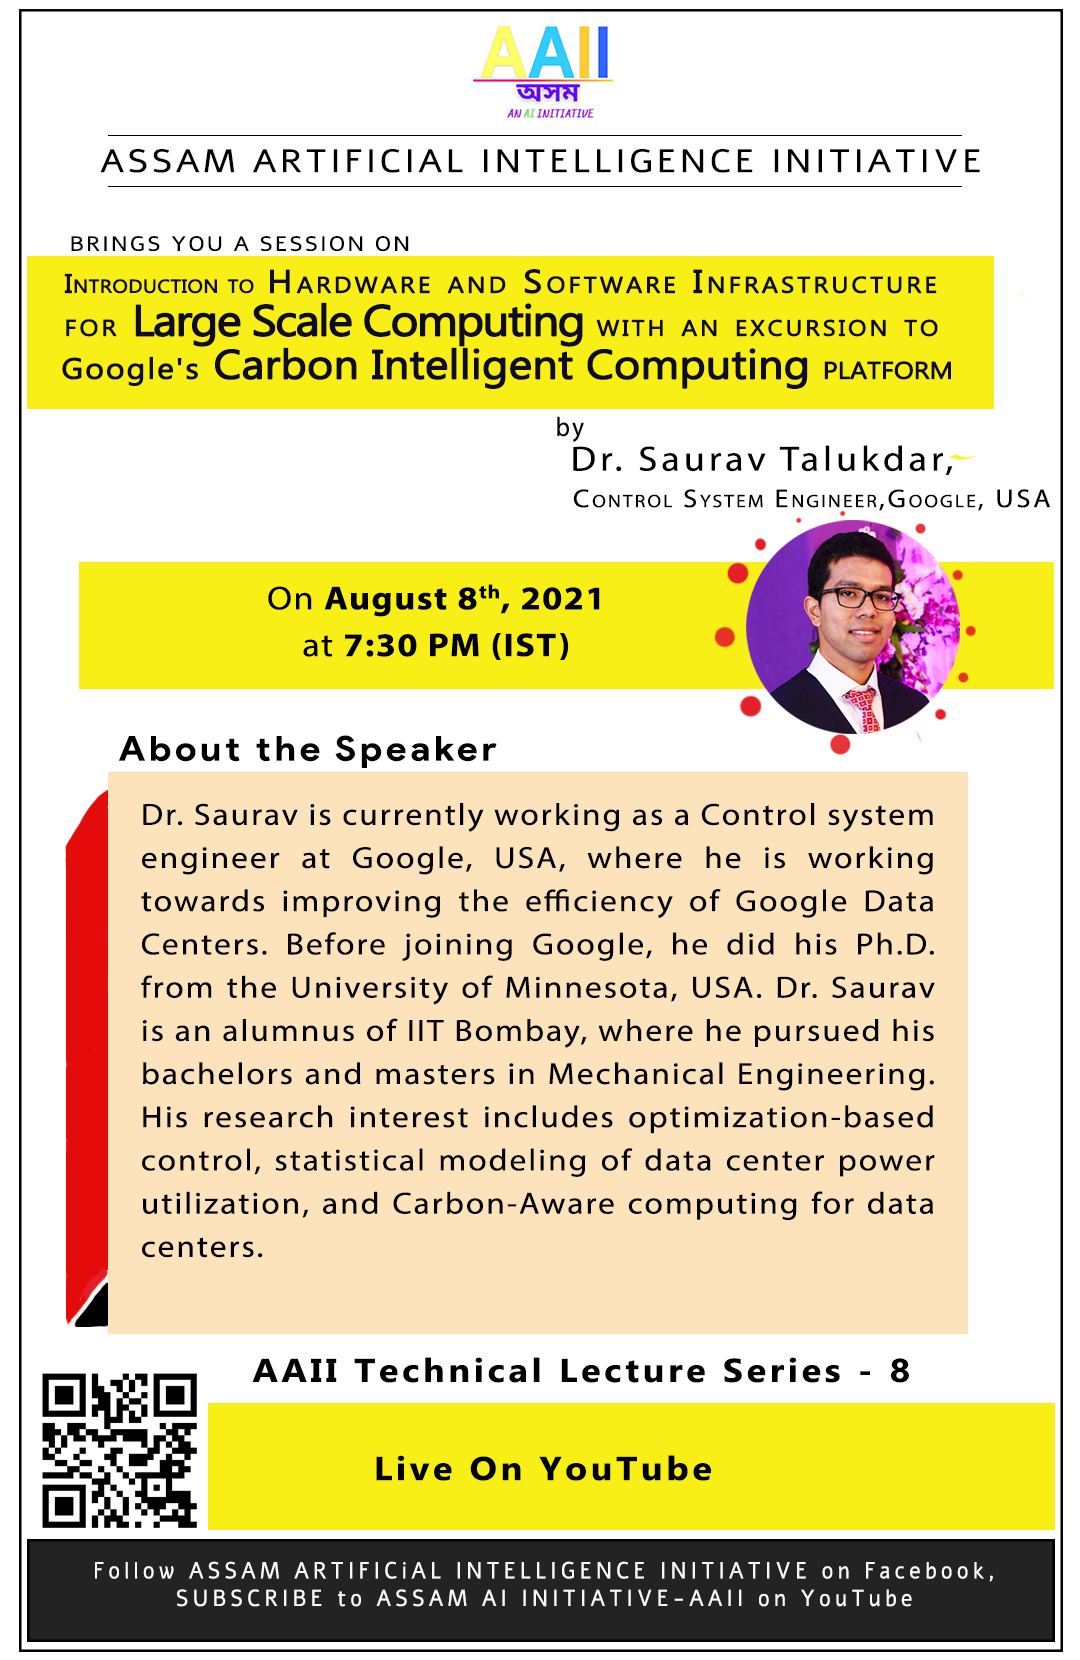 AAII
অসম
AN AI INITIATIVE
ASSAM ARTIFICIAL INTELLIGENCE INITIATIVE
BRINGS YOU A SESSION ON
INTRODUCTION TO HARDWARE AND SOFTWARE INFRASTRUCTURE
FOR Large Scale Computing WITH AN EXCURSION TO
Google's Carbon Intelligent Computing PLATFORM
by
Dr. Saurav Talukdar,
CONTROL SYSTEM ENGINEER,GOOGLE, USA
On August 8th, 2021
at 7:30 PM (IST)
About the Speaker
Dr. Saurav is currently working as a Control system
engineer at Google, USA, where he is working
towards improving the efficiency of Google Data
Centers. Before joining Google, he did his Ph.D.
from the University of Minnesota, USA. Dr. Saurav
is an alumnus of IIT Bombay, where he pursued his
bachelors and masters in Mechanical Engineering.
His research interest includes optimization-based
control, statistical modeling of data center power
utilization, and Carbon-Aware computing for data
centers.
AAII Technical Lecture Series - 8
Live On YouTube
Follow ASSAM ARTIFICiAL INTELLIGENCE INITIATIVE on Facebook,
SUBSCRIBE to ASSAM AI INITIATIVE-AAII on YouTube